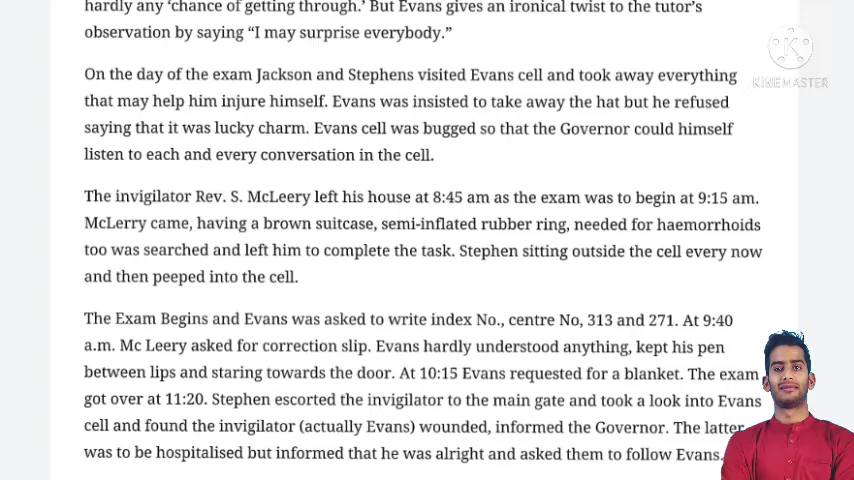 hardly any ‘chance of getting through.’ But Evans gives an ironical twist to the tutor’s
observation by saying “I may surprise everybody.”
On the day of the exam Jackson and Stephens visited Evans cell and took away everything
that may help him injure himself. Evans was insisted to take away the hat but he refused
saying that it was lucky charm. Evans cell was bugged so that the Governor could himself
listen to each and every conversation in the cell.
The invigilator Rev. S. McLeery left his house at 8:45 am as the exam was to begin at 9:15 am.
McLerry came, having a brown suitcase, semi-inflated rubber ring, needed for haemorrhoids
too was searched and left him to complete the task. Stephen sitting outside the cell every now
and then peeped into the cell.
The Exam Begins and Evans was asked to write index No., centre No, 313 and 271. At 9:40
a.m. Mc Leery asked for correction slip. Evans hardly understood anything, kept his pen
between lips and staring towards the door. At 10:15 Evans requested for a blanket. The exam
got over at 11:20. Stephen escorted the invigilator to the main gate and took a look into Evans
cell and found the invigilator (actually Evans) wounded, informed the Governor. The latter
was to be hospitalised but informed that he was alright and asked them to follow Evans.
KINEMASTER